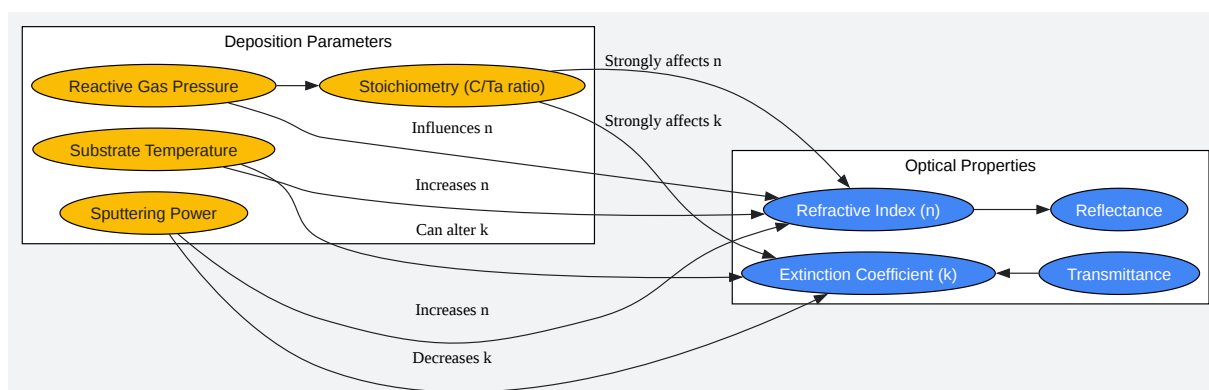 Deposition Parameters
Reactive Gas Pressure
Stoichiometry (C/Ta ratio)
Substrate Temperature
Sputtering Power
Strongly affects n
Strongly affects k
Influences n
Increases n
Can alter k
Increases n
Decreases k
Optical Properties
Refractive Index (n)
Reflectance
Extinction Coefficient (k)
Transmittance